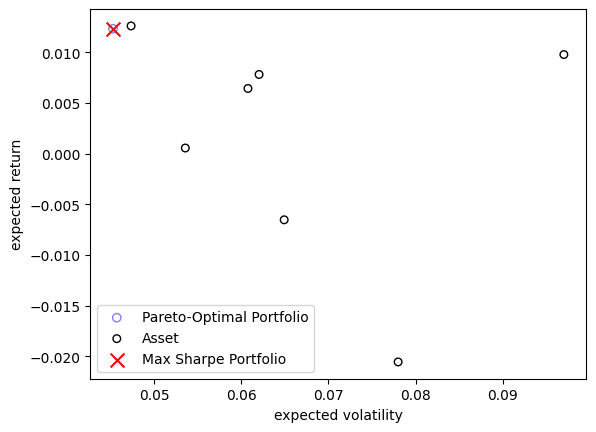 0.010
0.005
0.000
−0.005
−0.010
−0.015
−0.020
expected return
Pareto-Optimal Portfolio
Asset
Max Sharpe Portfolio
0.05 0.06 0.07 0.08 0.09
expected volatility